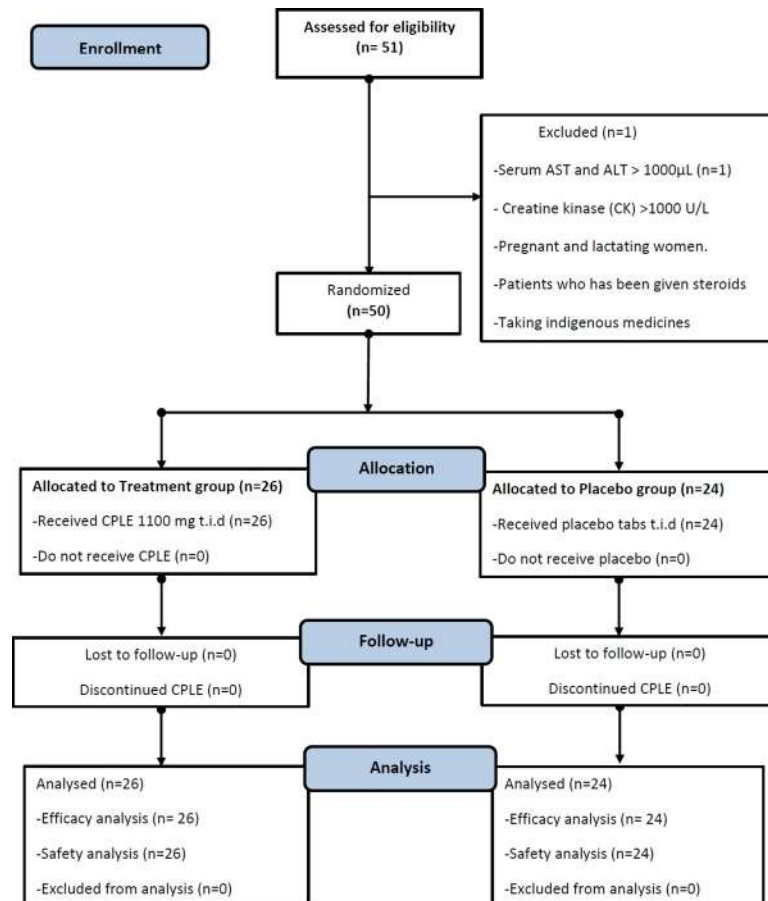 Enrollment
Assessed for eligibility
(n= 51)
Excluded (n=1)
-Serum AST and ALT > 1000µL (n=1)
- Creatine kinase (CK) >1000 U/L
-Pregnant and lactating women.
-Patients who has been given steroids
-Taking indigenous medicines
Randomized
(n=50)
Allocation
Allocated to Treatment group (n=26)
-Received CPLE 1100 mg t.i.d (n=26)
-Do not receive CPLE (n=0)
Allocated to Placebo group (n=24)
-Received placebo tabs t.i.d (n=24)
-Do not receive placebo (n=0)
Follow-up
Lost to follow-up (n=0)
Discontinued CPLE (n=0)
Lost to follow-up (n=0)
Discontinued CPLE (n=0)
Analysis
Analysed (n=26)
-Efficacy analysis (n= 26)
-Safety analysis (n=26)
-Excluded from analysis (n=0)
Analysed (n=24)
-Efficacy analysis (n= 24)
-Safety analysis (n=24)
-Excluded from analysis (n=0)